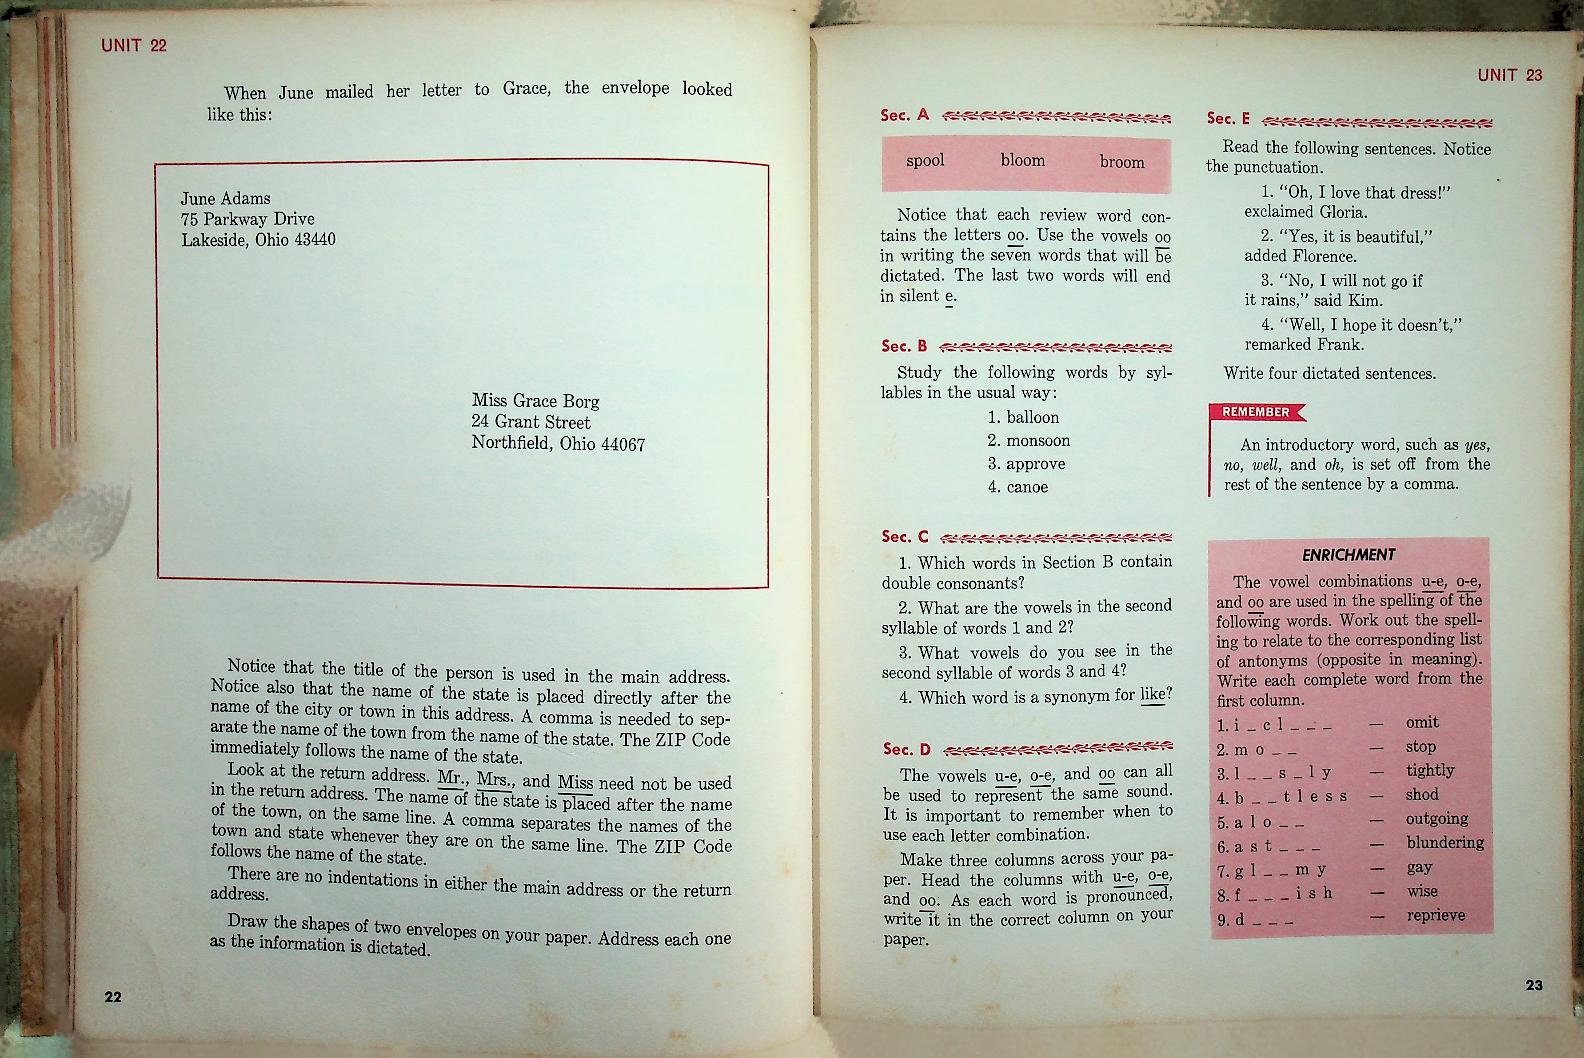 UNIT 22
When June mailed her letter to Grace, the envelope looked
like this:
June Adams
75 Parkway Drive
Lakeside, Ohio 43440
Miss Grace Borg
24 Grant Street
Northfield, Ohio 44067
Notice that the title of the person is used in the main address.
Notice also that the name of the state is placed directly after the
name of the city or town in this address. A comma is needed to sep-
arate the name of the town from the name of the state. The ZIP Code
immediately follows the name of the state.
Look at the return address. Mr., Mrs., and Miss need not be used
in the return address. The name of the state is placed after the name
of the town, on the same line. A comma separates the names of the
town and state whenever they are on the same line. The ZIP Code
follows the name of the state.
There are no indentations in either the main address or the return
address.
Draw the shapes of two envelopes on your paper. Address each one
as the information is dictated.
22
UNIT 23
Sec. A
spool bloom broom
Notice that each review word con-
tains the letters oo. Use the vowels oo
in writing the seven words that will be
dictated. The last two words will end
in silent e.
Sec. B
Study the following words by syl-
lables in the usual way:
1. balloon
2. monsoon
3. approve
4. canoe
Sec. C
1. Which words in Section B contain
double consonants?
2. What are the vowels in the second
syllable of words 1 and 2?
3. What vowels do you see in the
second syllable of words 3 and 4?
4. Which word is a synonym for like?
Sec. D
The vowels u-e, o-e, and oo can all
be used to represent the same sound.
It is important to remember when to
use each letter combination.
Make three columns across your pa-
per. Head the columns with u-e, o-e,
and oo. As each word is pronounced,
write it in the correct column on your
paper.
Sec. E
Read the following sentences. Notice
the punctuation.
1. "Oh, I love that dress!"
exclaimed Gloria.
2. "Yes, it is beautiful,"
added Florence.
3. "No, I will not go if
it rains," said Kim.
4. "Well, I hope it doesn't,"
remarked Frank.
Write four dictated sentences.
REMEMBER
An introductory word, such as yes,
no, well, and oh, is set off from the
rest of the sentence by a comma.
ENRICHMENT
The vowel combinations u-e, o-e,
and oo are used in the spelling of the
following words. Work out the spell-
ing to relate to the corresponding list
of antonyms (opposite in meaning).
Write each complete word from the
first column.
1. i _ c l _ _ _ — omit
2. m o _ _ — stop
3. l _ _ s _ l y — tightly
4. b _ _ t l e s s — shod
5. a l o _ _ — outgoing
6. a s t _ _ _ — blundering
7. g l _ _ m y — gay
8. f _ _ _ i s h — wise
9. d _ _ _ — reprieve
23